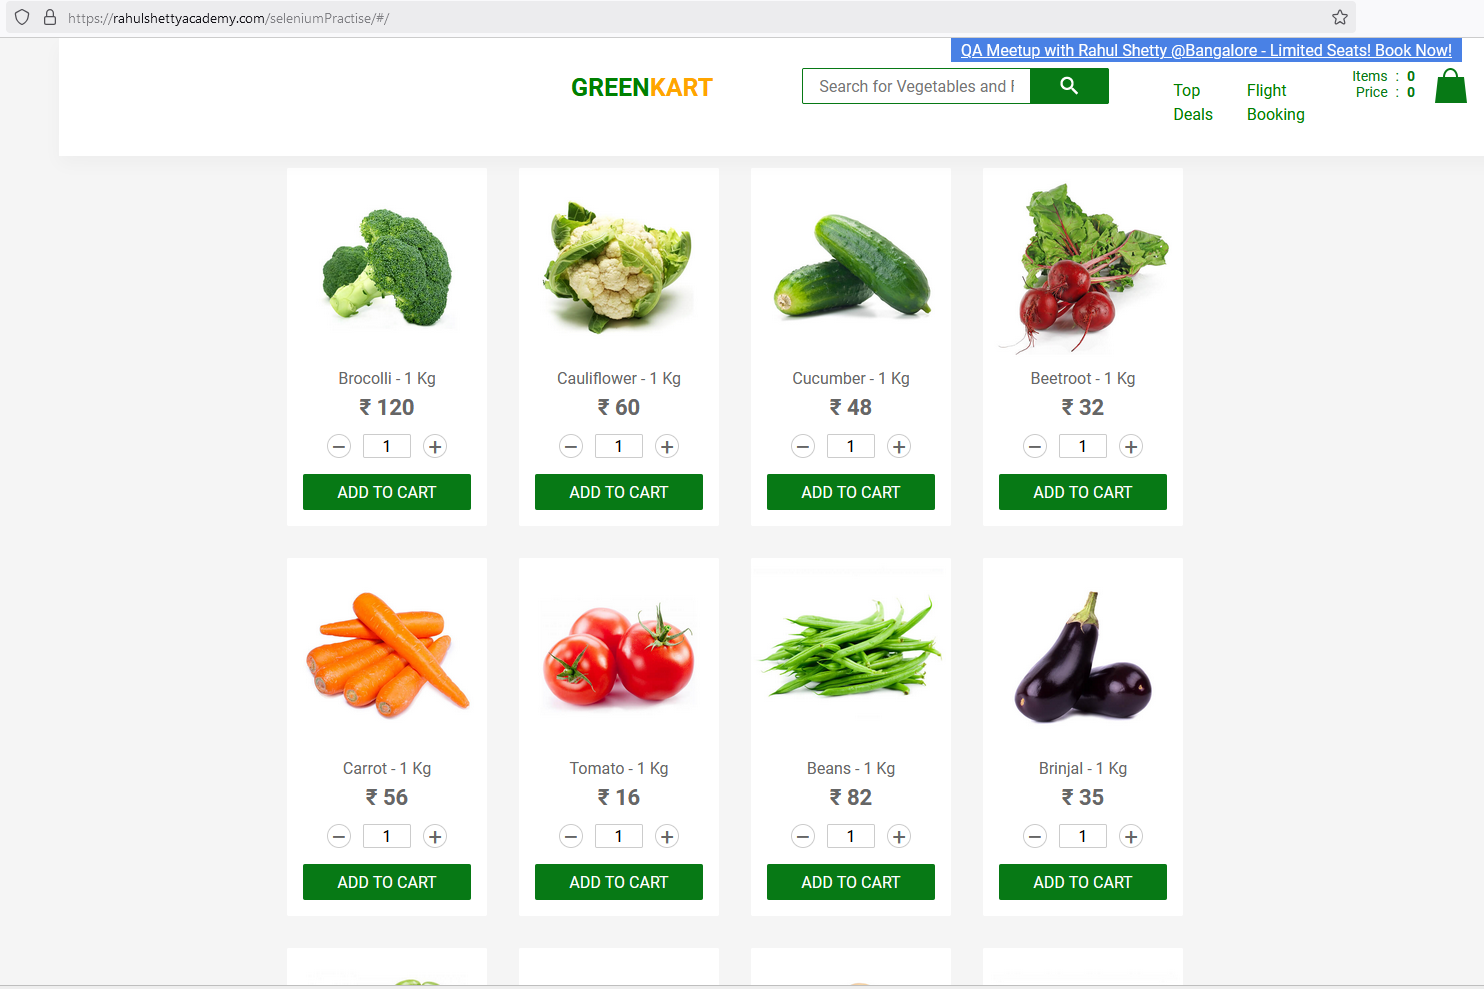 https://rahulshettyacademy.com/seleniumPractise/#/
QA Meetup with Rahul Shetty @Bangalore - Limited Seats! Book Now!
GREENKART
Search for Vegetables and F
Top
Deals
Flight
Booking
Items : 0
Price : 0
Brocolli - 1 Kg
₹ 120
− 1 +
ADD TO CART
Cauliflower - 1 Kg
₹ 60
− 1 +
ADD TO CART
Cucumber - 1 Kg
₹ 48
− 1 +
ADD TO CART
Beetroot - 1 Kg
₹ 32
− 1 +
ADD TO CART
Carrot - 1 Kg
₹ 56
− 1 +
ADD TO CART
Tomato - 1 Kg
₹ 16
− 1 +
ADD TO CART
Beans - 1 Kg
₹ 82
− 1 +
ADD TO CART
Brinjal - 1 Kg
₹ 35
− 1 +
ADD TO CART